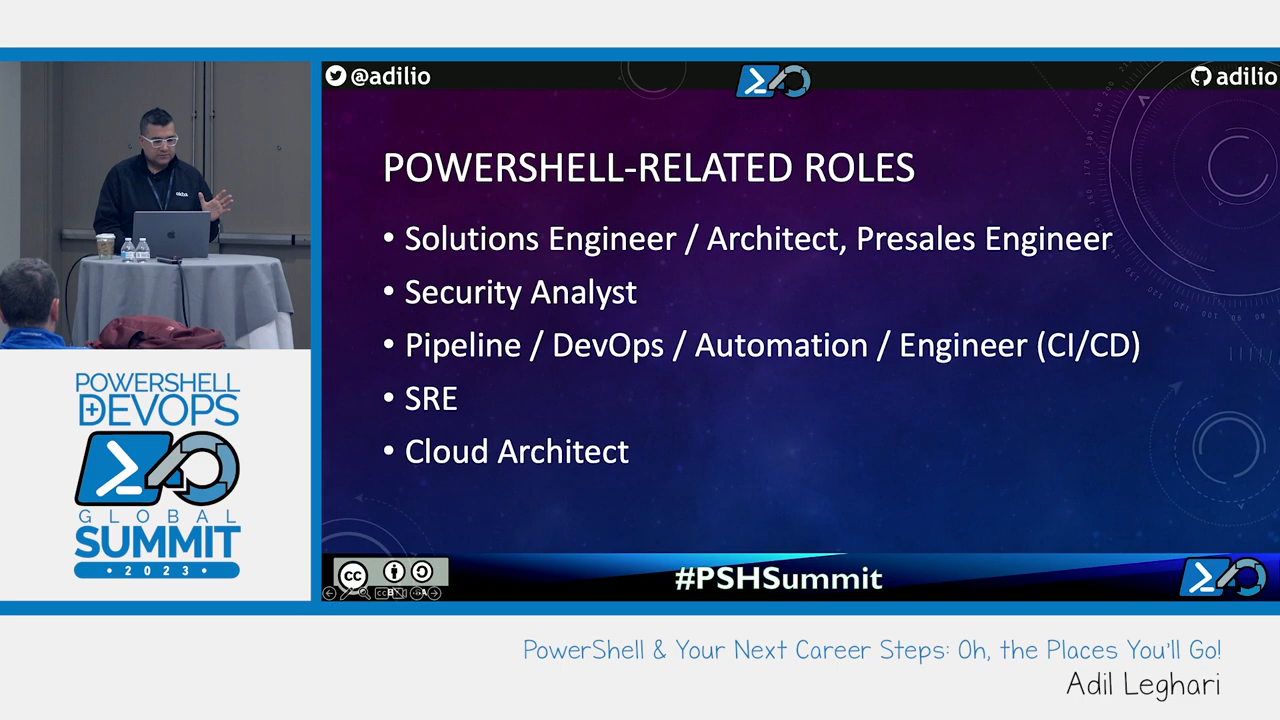 @adilio
adilio
POWERSHELL-RELATED ROLES
• Solutions Engineer / Architect, Presales Engineer
• Security Analyst
• Pipeline / DevOps / Automation / Engineer (CI/CD)
• SRE
• Cloud Architect
#PSHSummit
okta
POWERSHELL
+DEVOPS
GLOBAL
SUMMIT
• 2023 •
PowerShell & Your Next Career Steps: Oh, the Places You'll Go!
Adil Leghari